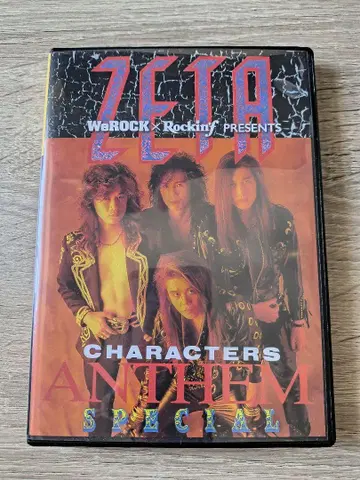 ZETA
WeROCK × Rockin'f PRESENTS
CHARACTERS
ANTHEM
SPECIAL